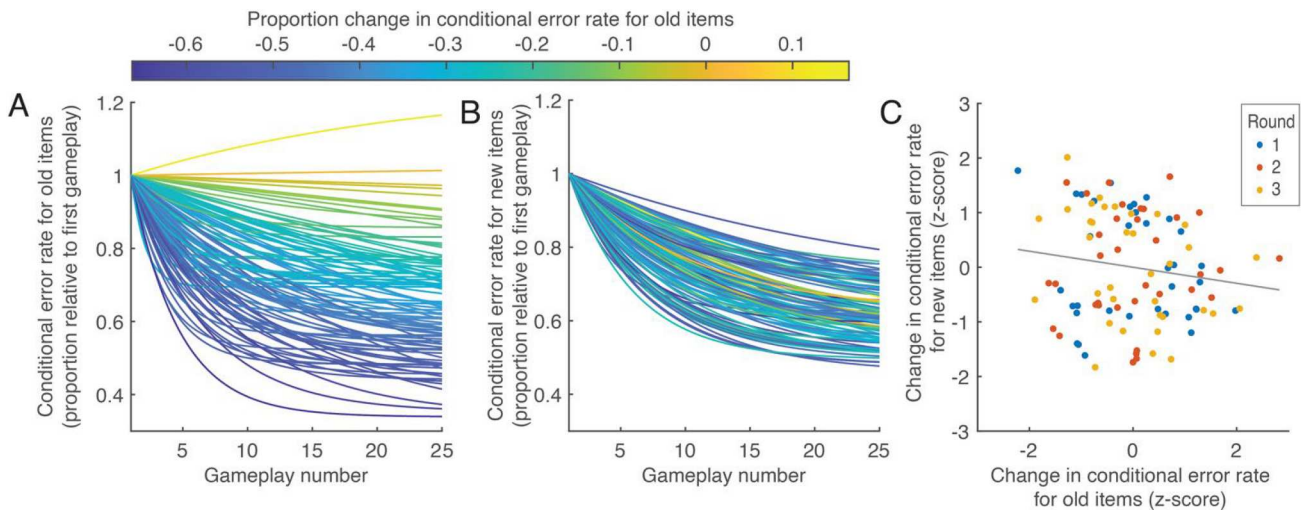 Proportion change in conditional error rate for old items
-0.6 -0.5 -0.4 -0.3 -0.2 -0.1 0 0.1
A
Conditional error rate for old items
(proportion relative to first gameplay)
1.2
1
0.8
0.6
0.4
5 10 15 20 25
Gameplay number
B
Conditional error rate for new items
(proportion relative to first gameplay)
1.2
1
0.8
0.6
0.4
5 10 15 20 25
Gameplay number
C
Change in conditional error rate
for new items (z-score)
3
2
1
0
-1
-2
-3
-2 0 2
Change in conditional error rate
for old items (z-score)
Round
1
2
3